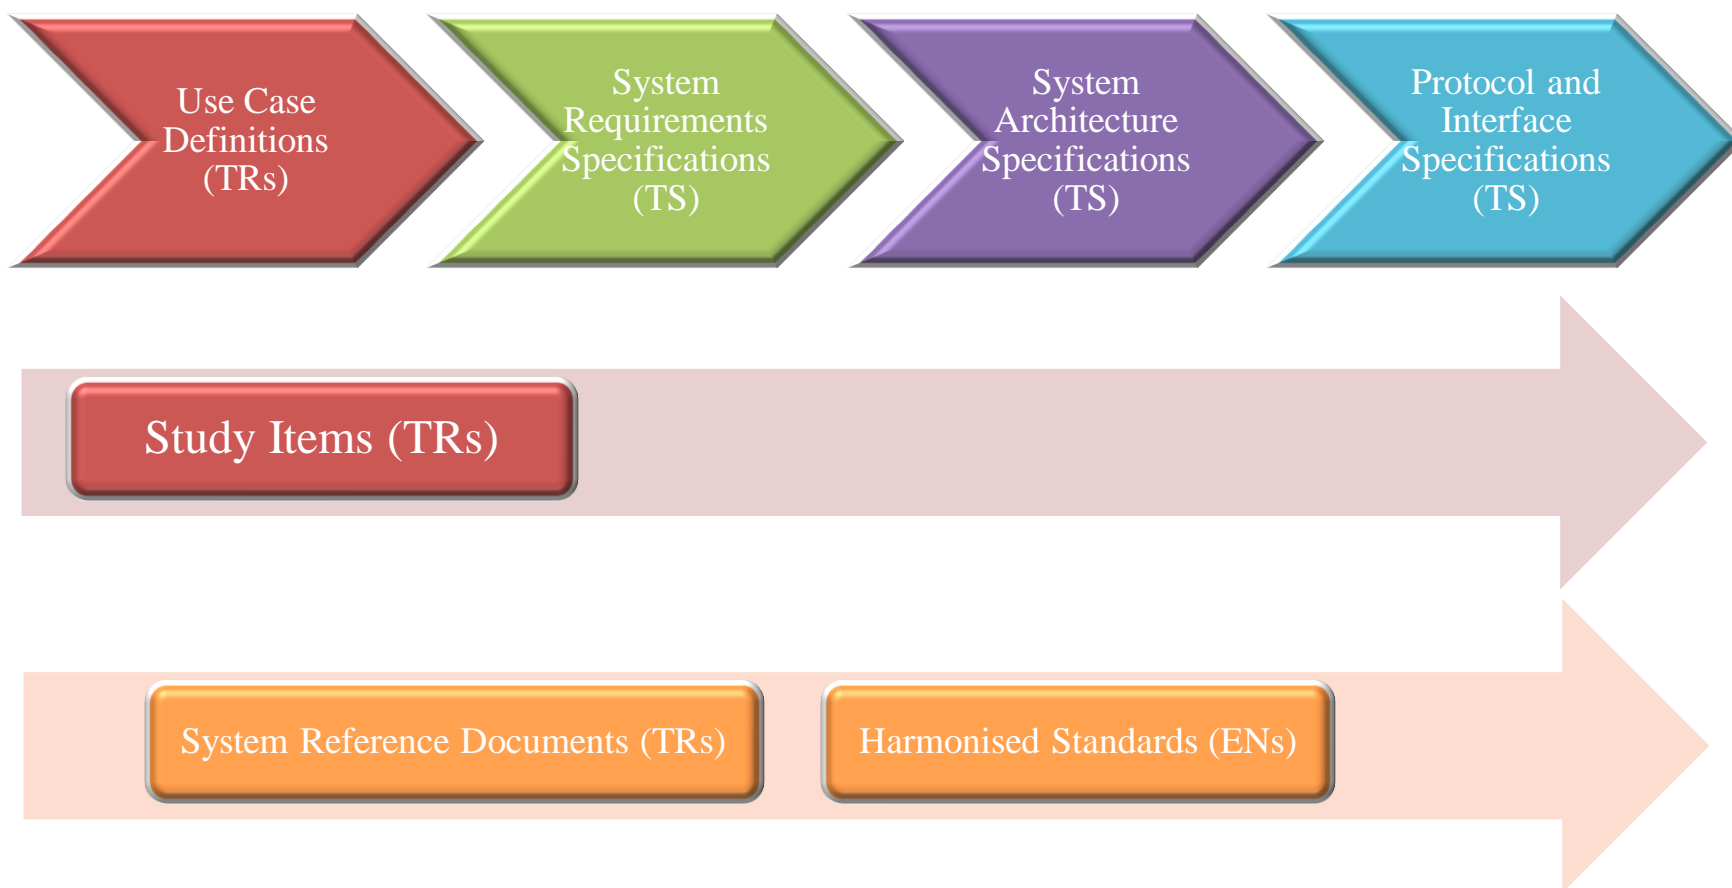 Use Case
Definitions
(TRs)
System
Requirements
Specifications
(TS)
System
Architecture
Specifications
(TS)
Protocol and
Interface
Specifications
(TS)
Study Items (TRs)
System Reference Documents (TRs)
Harmonised Standards (ENs)